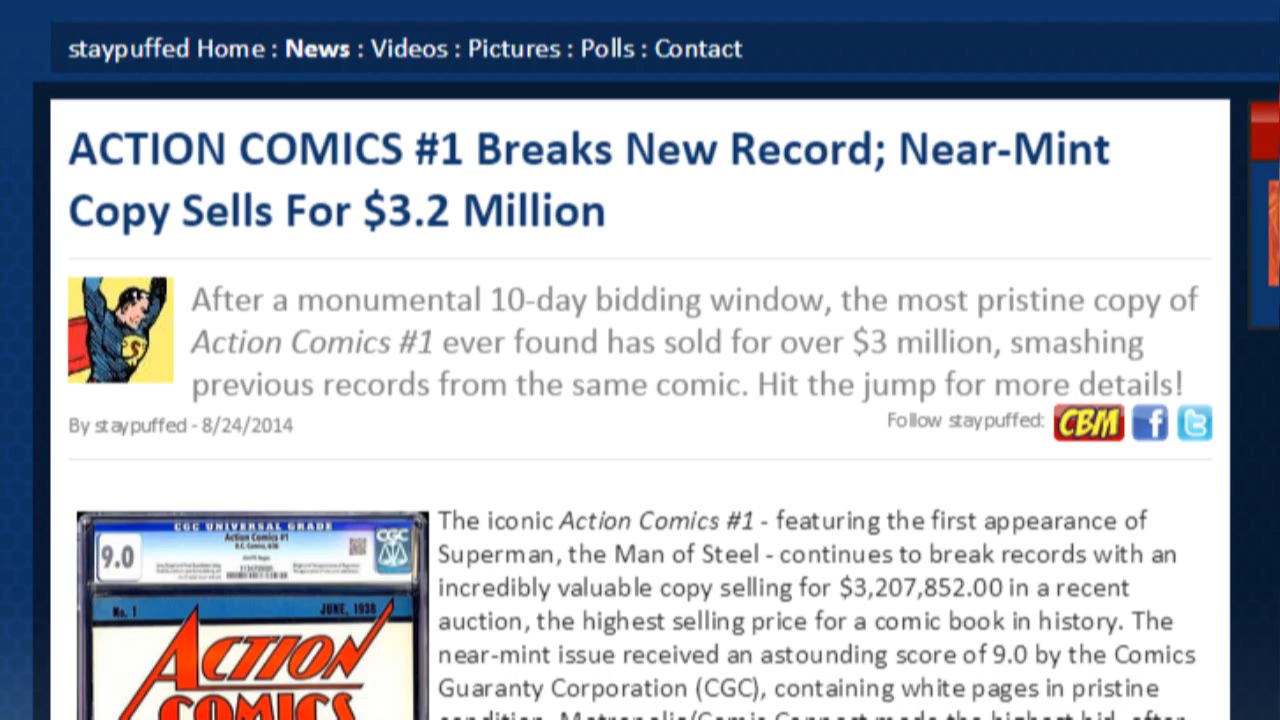 staypuffed Home : News : Videos : Pictures : Polls : Contact
ACTION COMICS #1 Breaks New Record; Near-Mint
Copy Sells For $3.2 Million
After a monumental 10-day bidding window, the most pristine copy of
Action Comics #1 ever found has sold for over $3 million, smashing
previous records from the same comic. Hit the jump for more details!
By staypuffed - 8/24/2014
Follow staypuffed: CBM f t
CGC UNIVERSAL GRADE
Action Comics #1
9.0
CGC
No. 1 JUNE, 1938
ACTION
COMICS
The iconic Action Comics #1 - featuring the first appearance of
Superman, the Man of Steel - continues to break records with an
incredibly valuable copy selling for $3,207,852.00 in a recent
auction, the highest selling price for a comic book in history. The
near-mint issue received an astounding score of 9.0 by the Comics
Guaranty Corporation (CGC), containing white pages in pristine